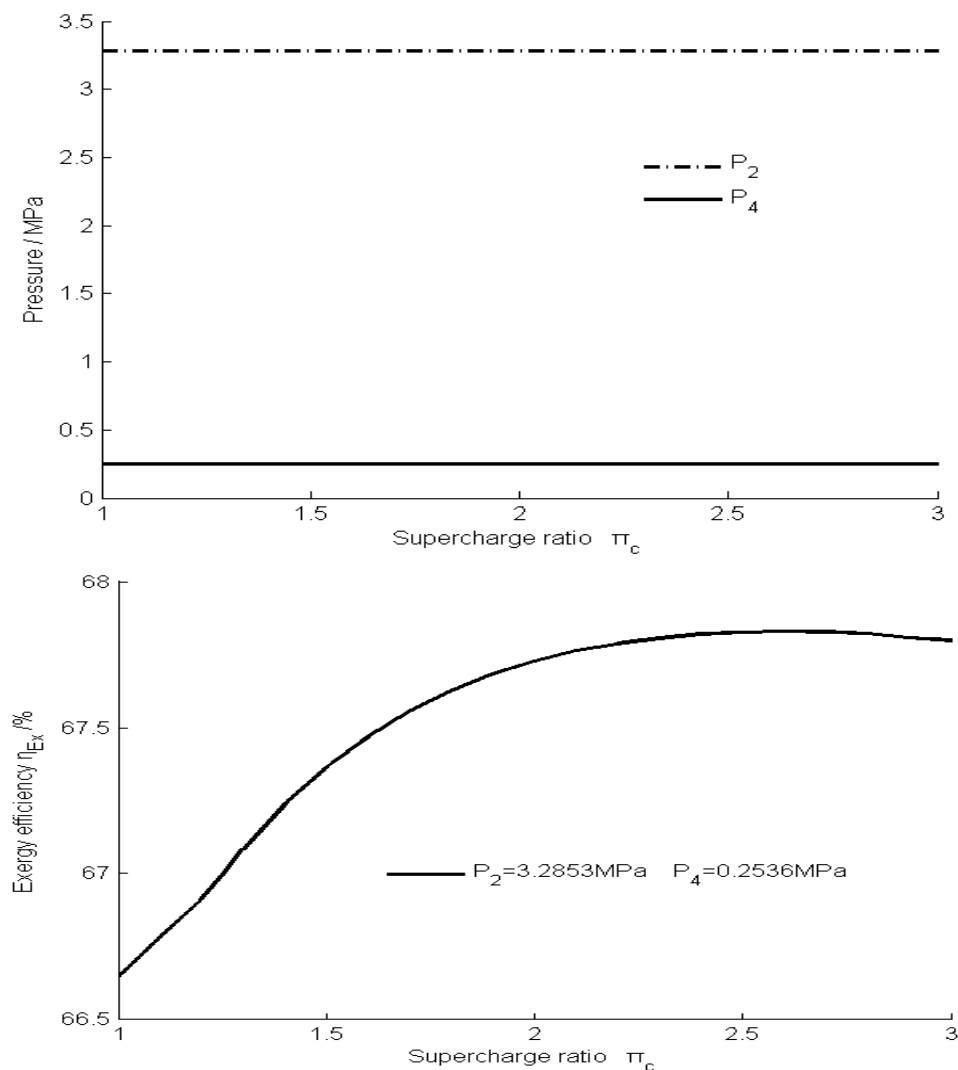 3.5
3
2.5
2
1.5
1
0.5
0
Pressure / MPa
P2
P4
1 1.5 2 2.5 3
Supercharge ratio πc
68
67.5
67
66.5
Exergy efficiency ηEx /%
P2=3.2853MPa P4=0.2536MPa
1 1.5 2 2.5 3
Supercharge ratio πc